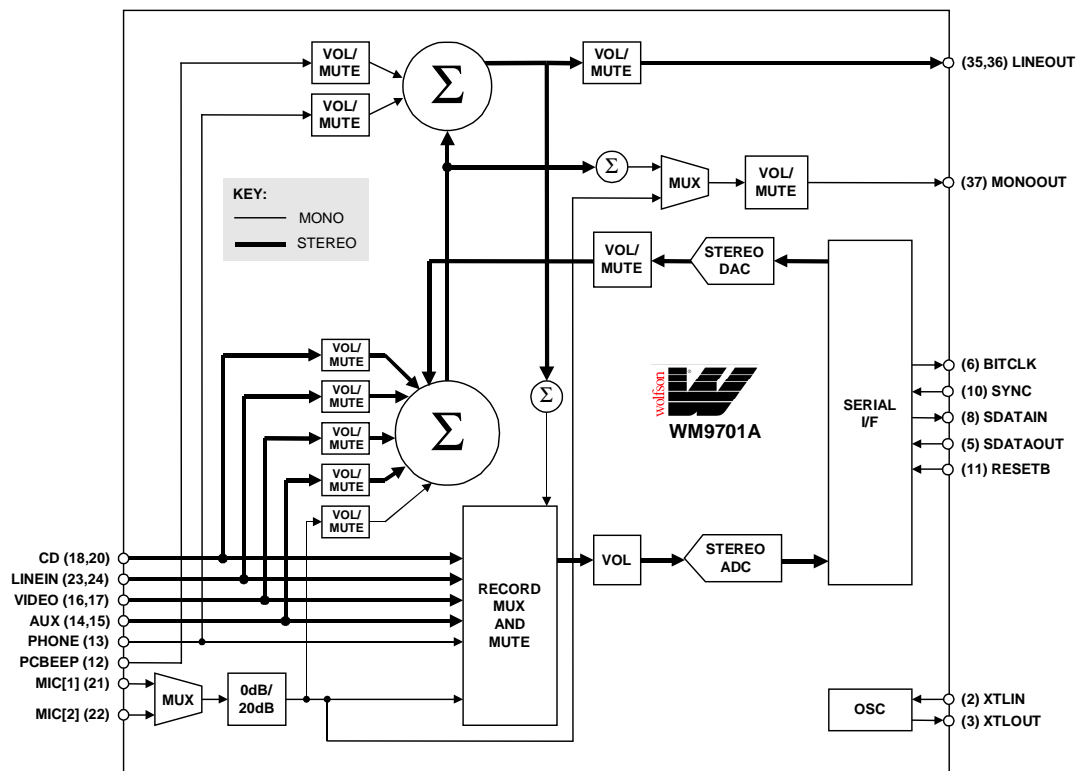 VOL/
MUTE
VOL/
MUTE
Σ
VOL/
MUTE
(35,36) LINEOUT
KEY:
MONO
STEREO
Σ
MUX
VOL/
MUTE
(37) MONOOUT
VOL/
MUTE
STEREO
DAC
VOL/
MUTE
VOL/
MUTE
VOL/
MUTE
VOL/
MUTE
VOL/
MUTE
Σ
Σ
wolfson
®
WM9701A
SERIAL
I/F
(6) BITCLK
(10) SYNC
(8) SDATAIN
(5) SDATAOUT
(11) RESETB
CD (18,20)
LINEIN (23,24)
VIDEO (16,17)
AUX (14,15)
PHONE (13)
PCBEEP (12)
MIC[1] (21)
MIC[2] (22)
MUX
0dB/
20dB
RECORD
MUX
AND
MUTE
VOL
STEREO
ADC
OSC
(2) XTLIN
(3) XTLOUT